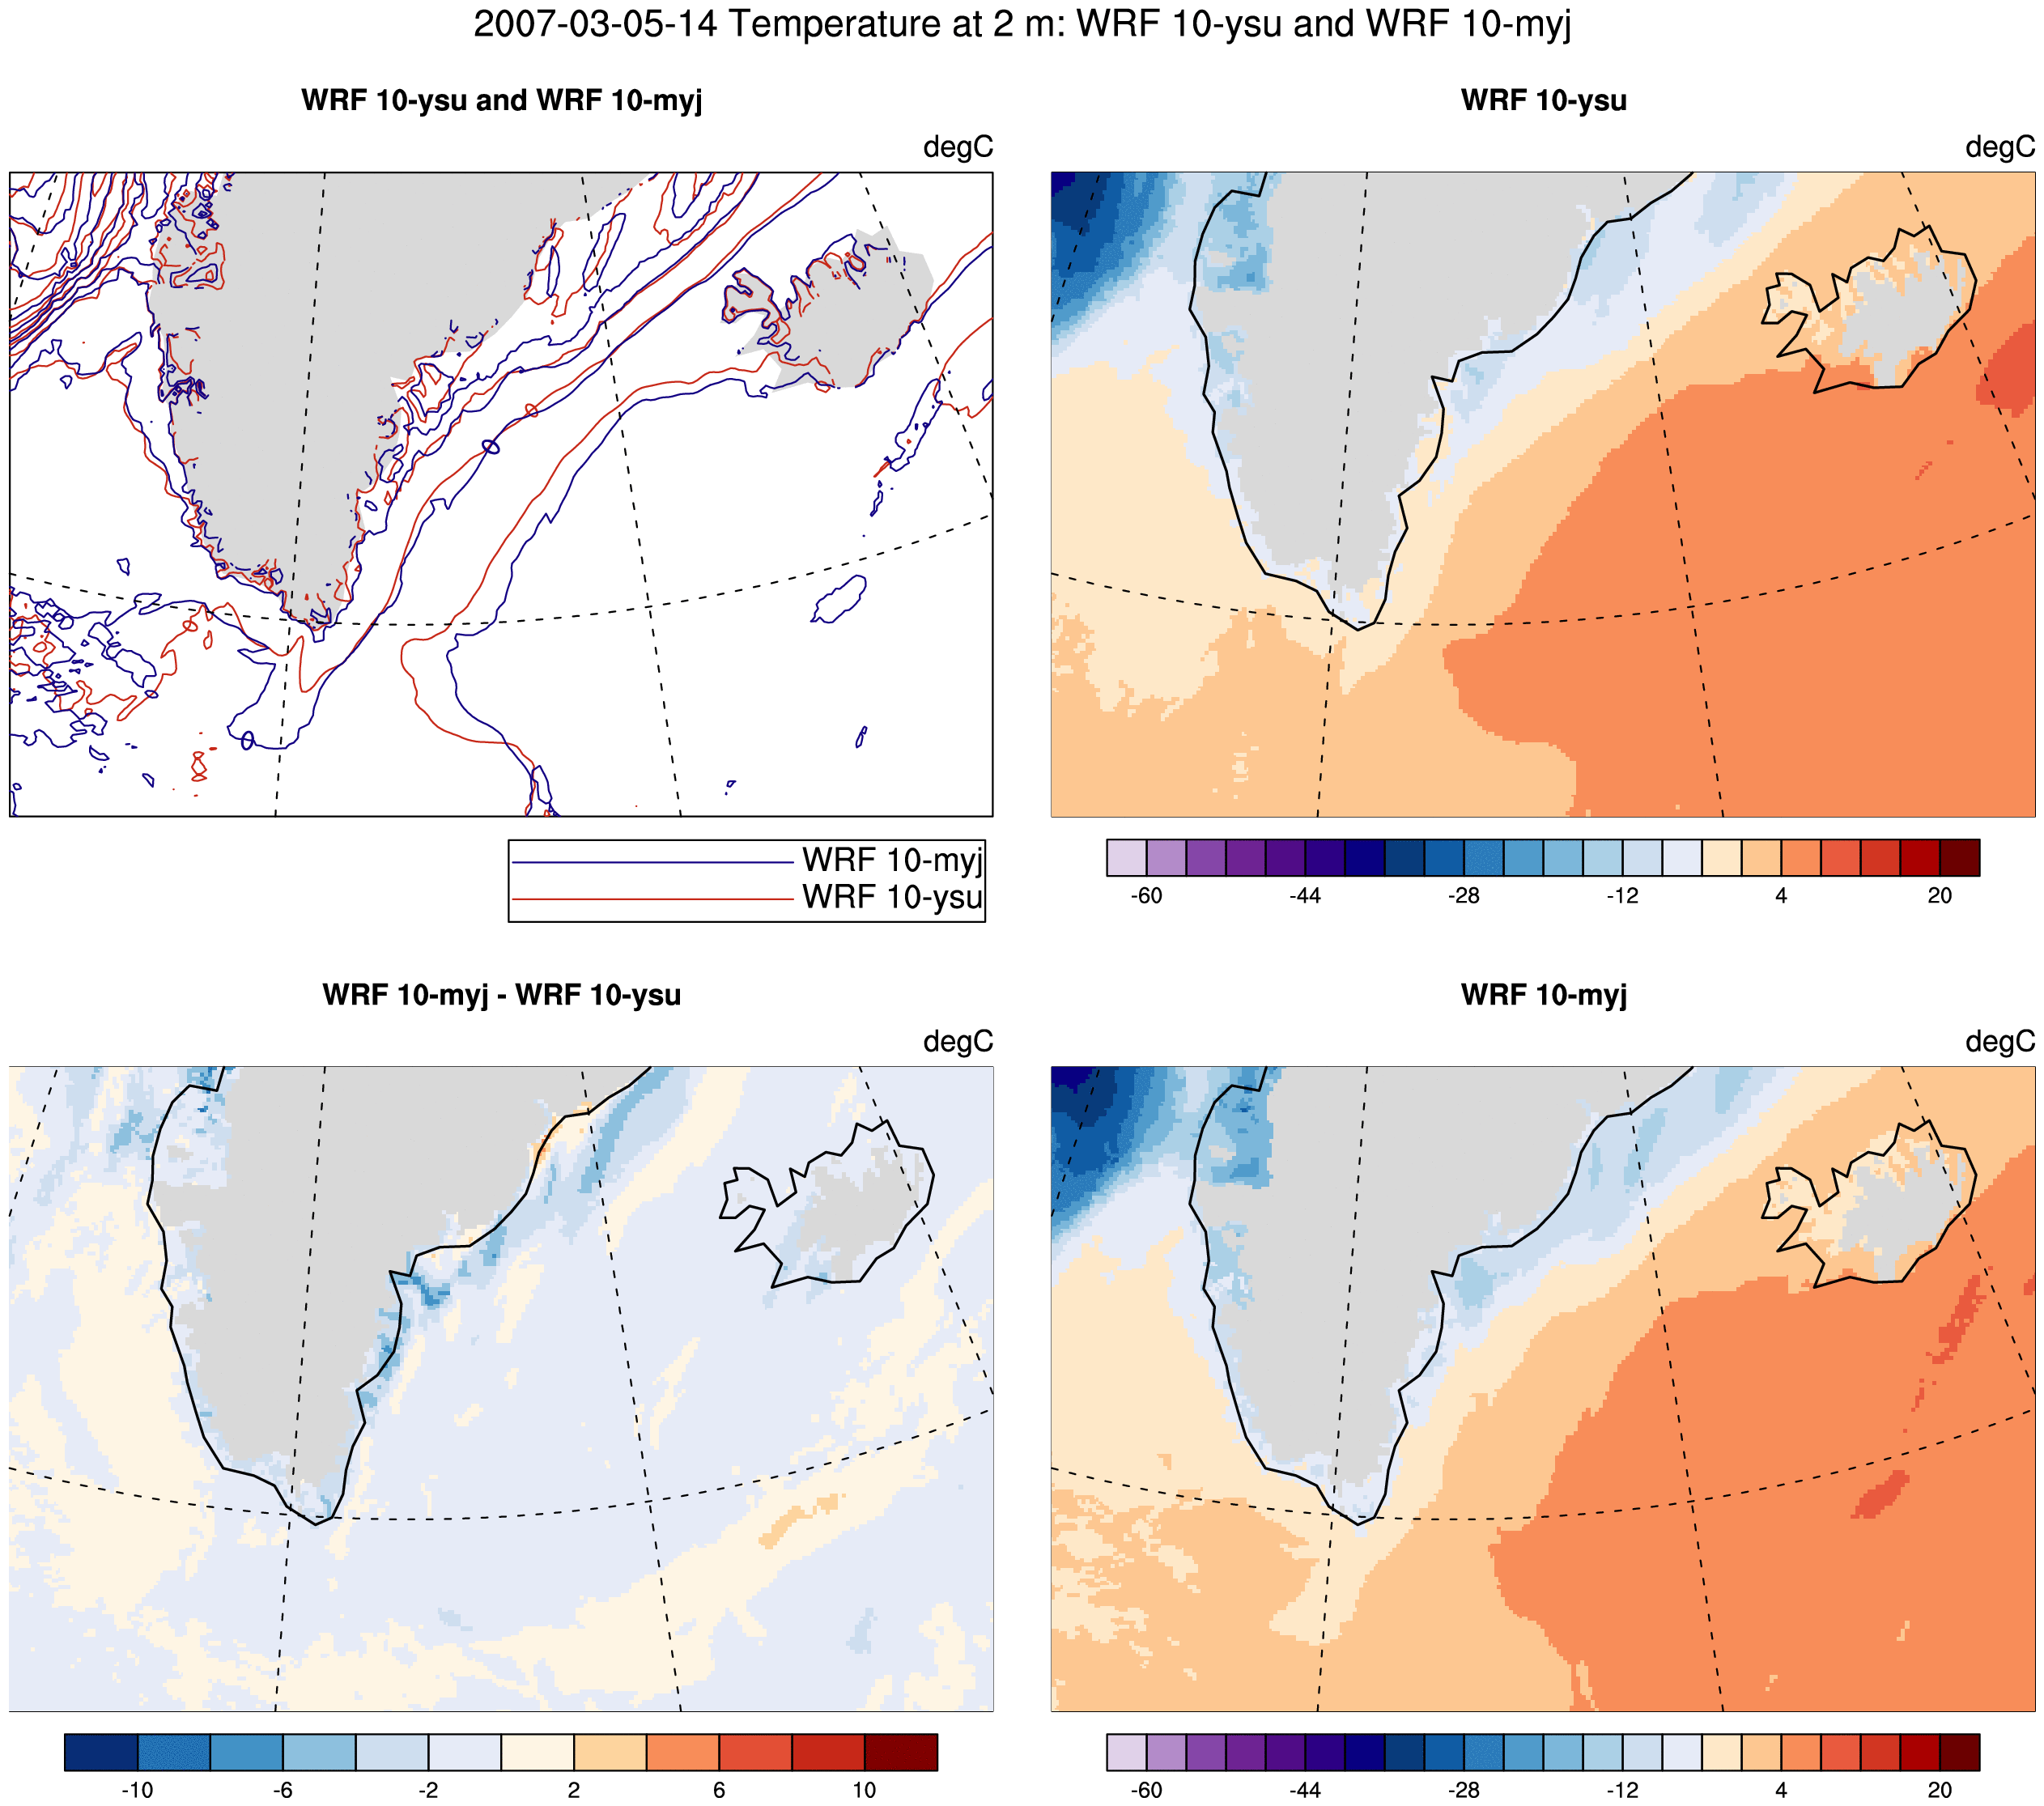 2007-03-05-14 Temperature at 2 m: WRF 10-ysu and WRF 10-myj
WRF 10-ysu and WRF 10-myj
degC
0
0
0
WRF 10-myj
WRF 10-ysu
WRF 10-ysu
degC
-60 -44 -28 -12 4 20
WRF 10-myj - WRF 10-ysu
degC
-10 -6 -2 2 6 10
WRF 10-myj
degC
-60 -44 -28 -12 4 20